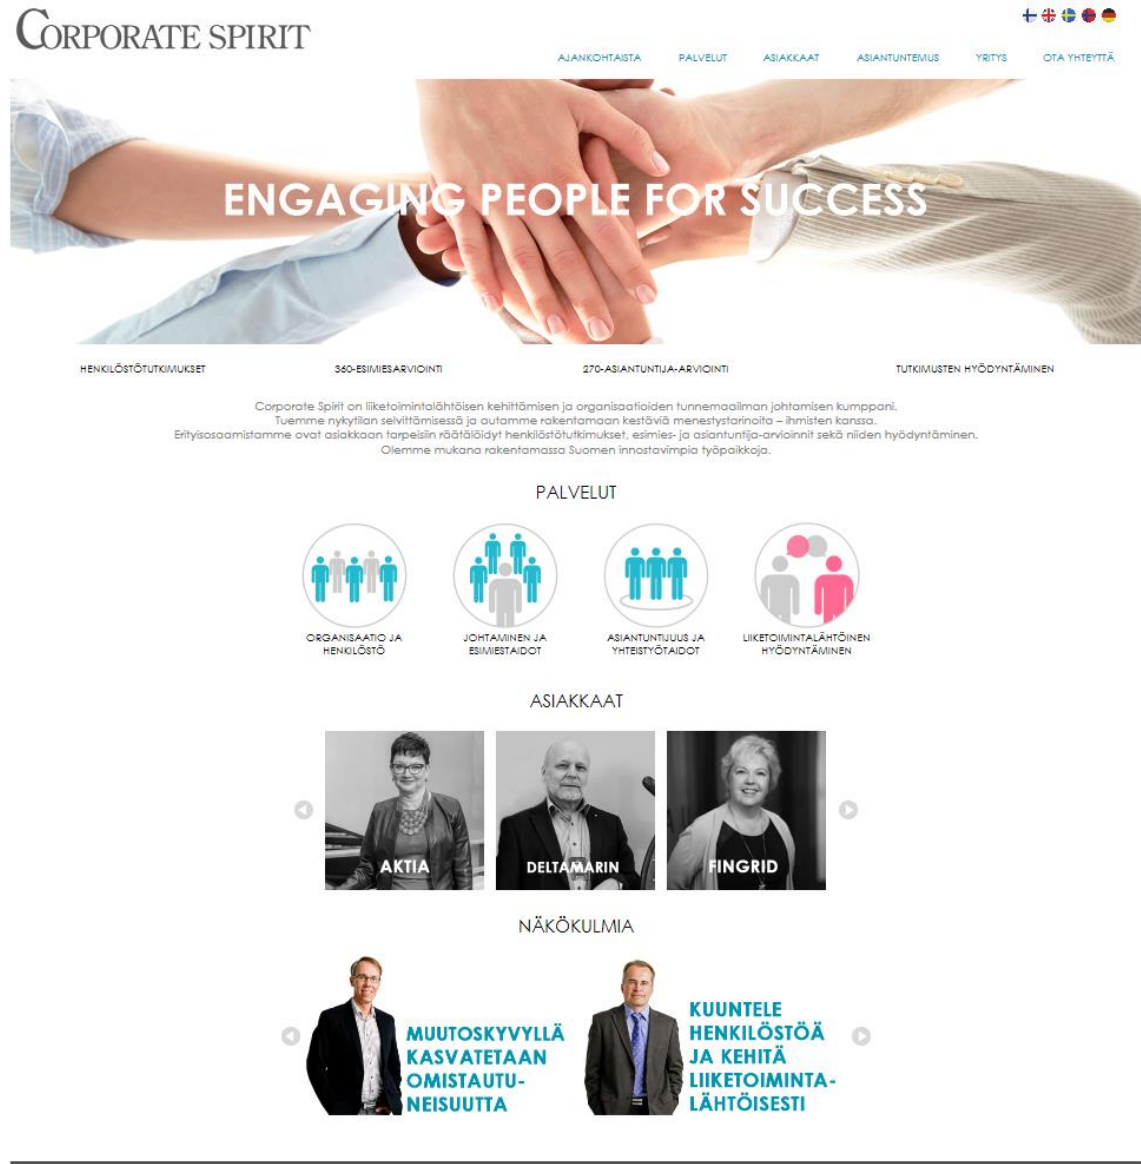 CORPORATE SPIRIT
AJANKOHTAISTA PALVELUT ASIAKKAAT ASIANTUNTEMUS YRITYS OTA YHTEYTTÄ
ENGAGING PEOPLE FOR SUCCESS
HENKILÖSTÖTUTKIMUKSET 360-ESIMIESARVIOINTI 270-ASIANTUNTIJA-ARVIOINTI TUTKIMUSTEN HYÖDYNTÄMINEN
Corporate Spirit on liiketoimintalähtöisen kehittämisen ja organisaatioiden tunnemaailman johtamisen kumppani.
Tuemme nykytilan selvittämisessä ja autamme rakentamaan kestäviä menestystarinoita – ihmisten kanssa.
Erityisosaamistamme ovat asiakkaan tarpeisiin räätälöidyt henkilöstötutkimukset, esimies- ja asiantuntija-arvioinnit sekä niiden hyödyntäminen.
Olemme mukana rakentamassa Suomen innostavimpia työpaikkoja.
PALVELUT
ORGANISAATIO JA
HENKILÖSTÖ
JOHTAMINEN JA
ESIMIESTAIDOT
ASIANTUNTIJUUS JA
YHTEISTYÖTAIDOT
LIIKETOIMINTALÄHTÖINEN
HYÖDYNTÄMINEN
ASIAKKAAT
AKTIA
DELTAMARIN
FINGRID
NÄKÖKULMIA
MUUTOSKYVYLLÄ
KASVATETAAN
OMISTAUTU-
NEISUUTTA
KUUNTELE
HENKILÖSTÖÄ
JA KEHITÄ
LIIKETOIMINTA-
LÄHTÖISESTI